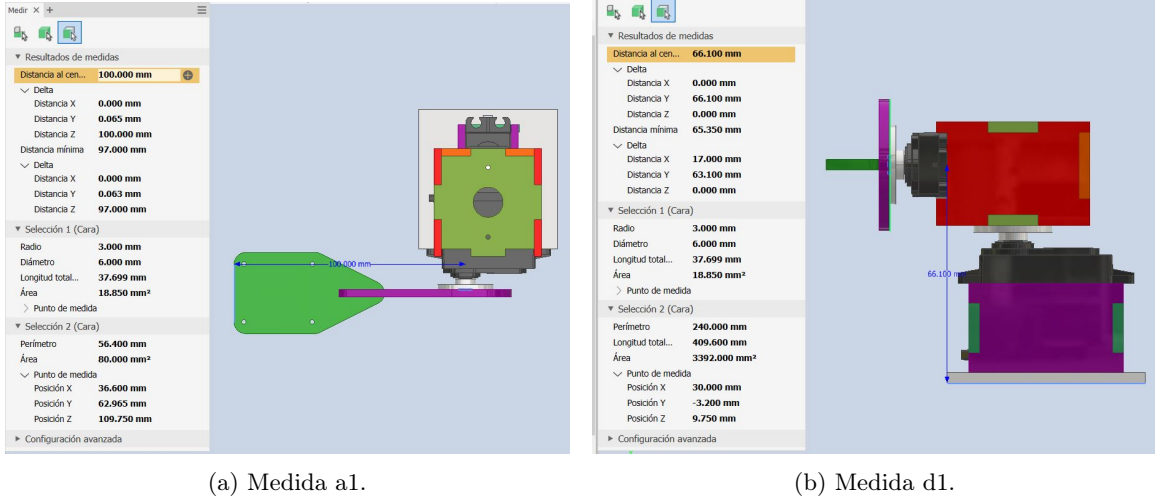 Medir × +
▼ Resultados de medidas
Distancia al cen... 100.000 mm
Delta
Distancia X 0.000 mm
Distancia Y 0.065 mm
Distancia Z 100.000 mm
Distancia mínima 97.000 mm
Delta
Distancia X 0.000 mm
Distancia Y 0.063 mm
Distancia Z 97.000 mm
▼ Selección 1 (Cara)
Radio 3.000 mm
Diámetro 6.000 mm
Longitud total... 37.699 mm
Área 18.850 mm²
Punto de medida
▼ Selección 2 (Cara)
Perímetro 56.400 mm
Área 80.000 mm²
Punto de medida
Posición X 36.600 mm
Posición Y 62.965 mm
Posición Z 109.750 mm
► Configuración avanzada
100.000 mm
(a) Medida a1.
▼ Resultados de medidas
Distancia al cen... 66.100 mm
Delta
Distancia X 0.000 mm
Distancia Y 66.100 mm
Distancia Z 0.000 mm
Distancia mínima 65.350 mm
Delta
Distancia X 17.000 mm
Distancia Y 63.100 mm
Distancia Z 0.000 mm
▼ Selección 1 (Cara)
Radio 3.000 mm
Diámetro 6.000 mm
Longitud total... 37.699 mm
Área 18.850 mm²
Punto de medida
▼ Selección 2 (Cara)
Perímetro 240.000 mm
Longitud total... 409.600 mm
Área 3392.000 mm²
Punto de medida
Posición X 30.000 mm
Posición Y -3.200 mm
Posición Z 9.750 mm
► Configuración avanzada
66.100 mm
(b) Medida d1.